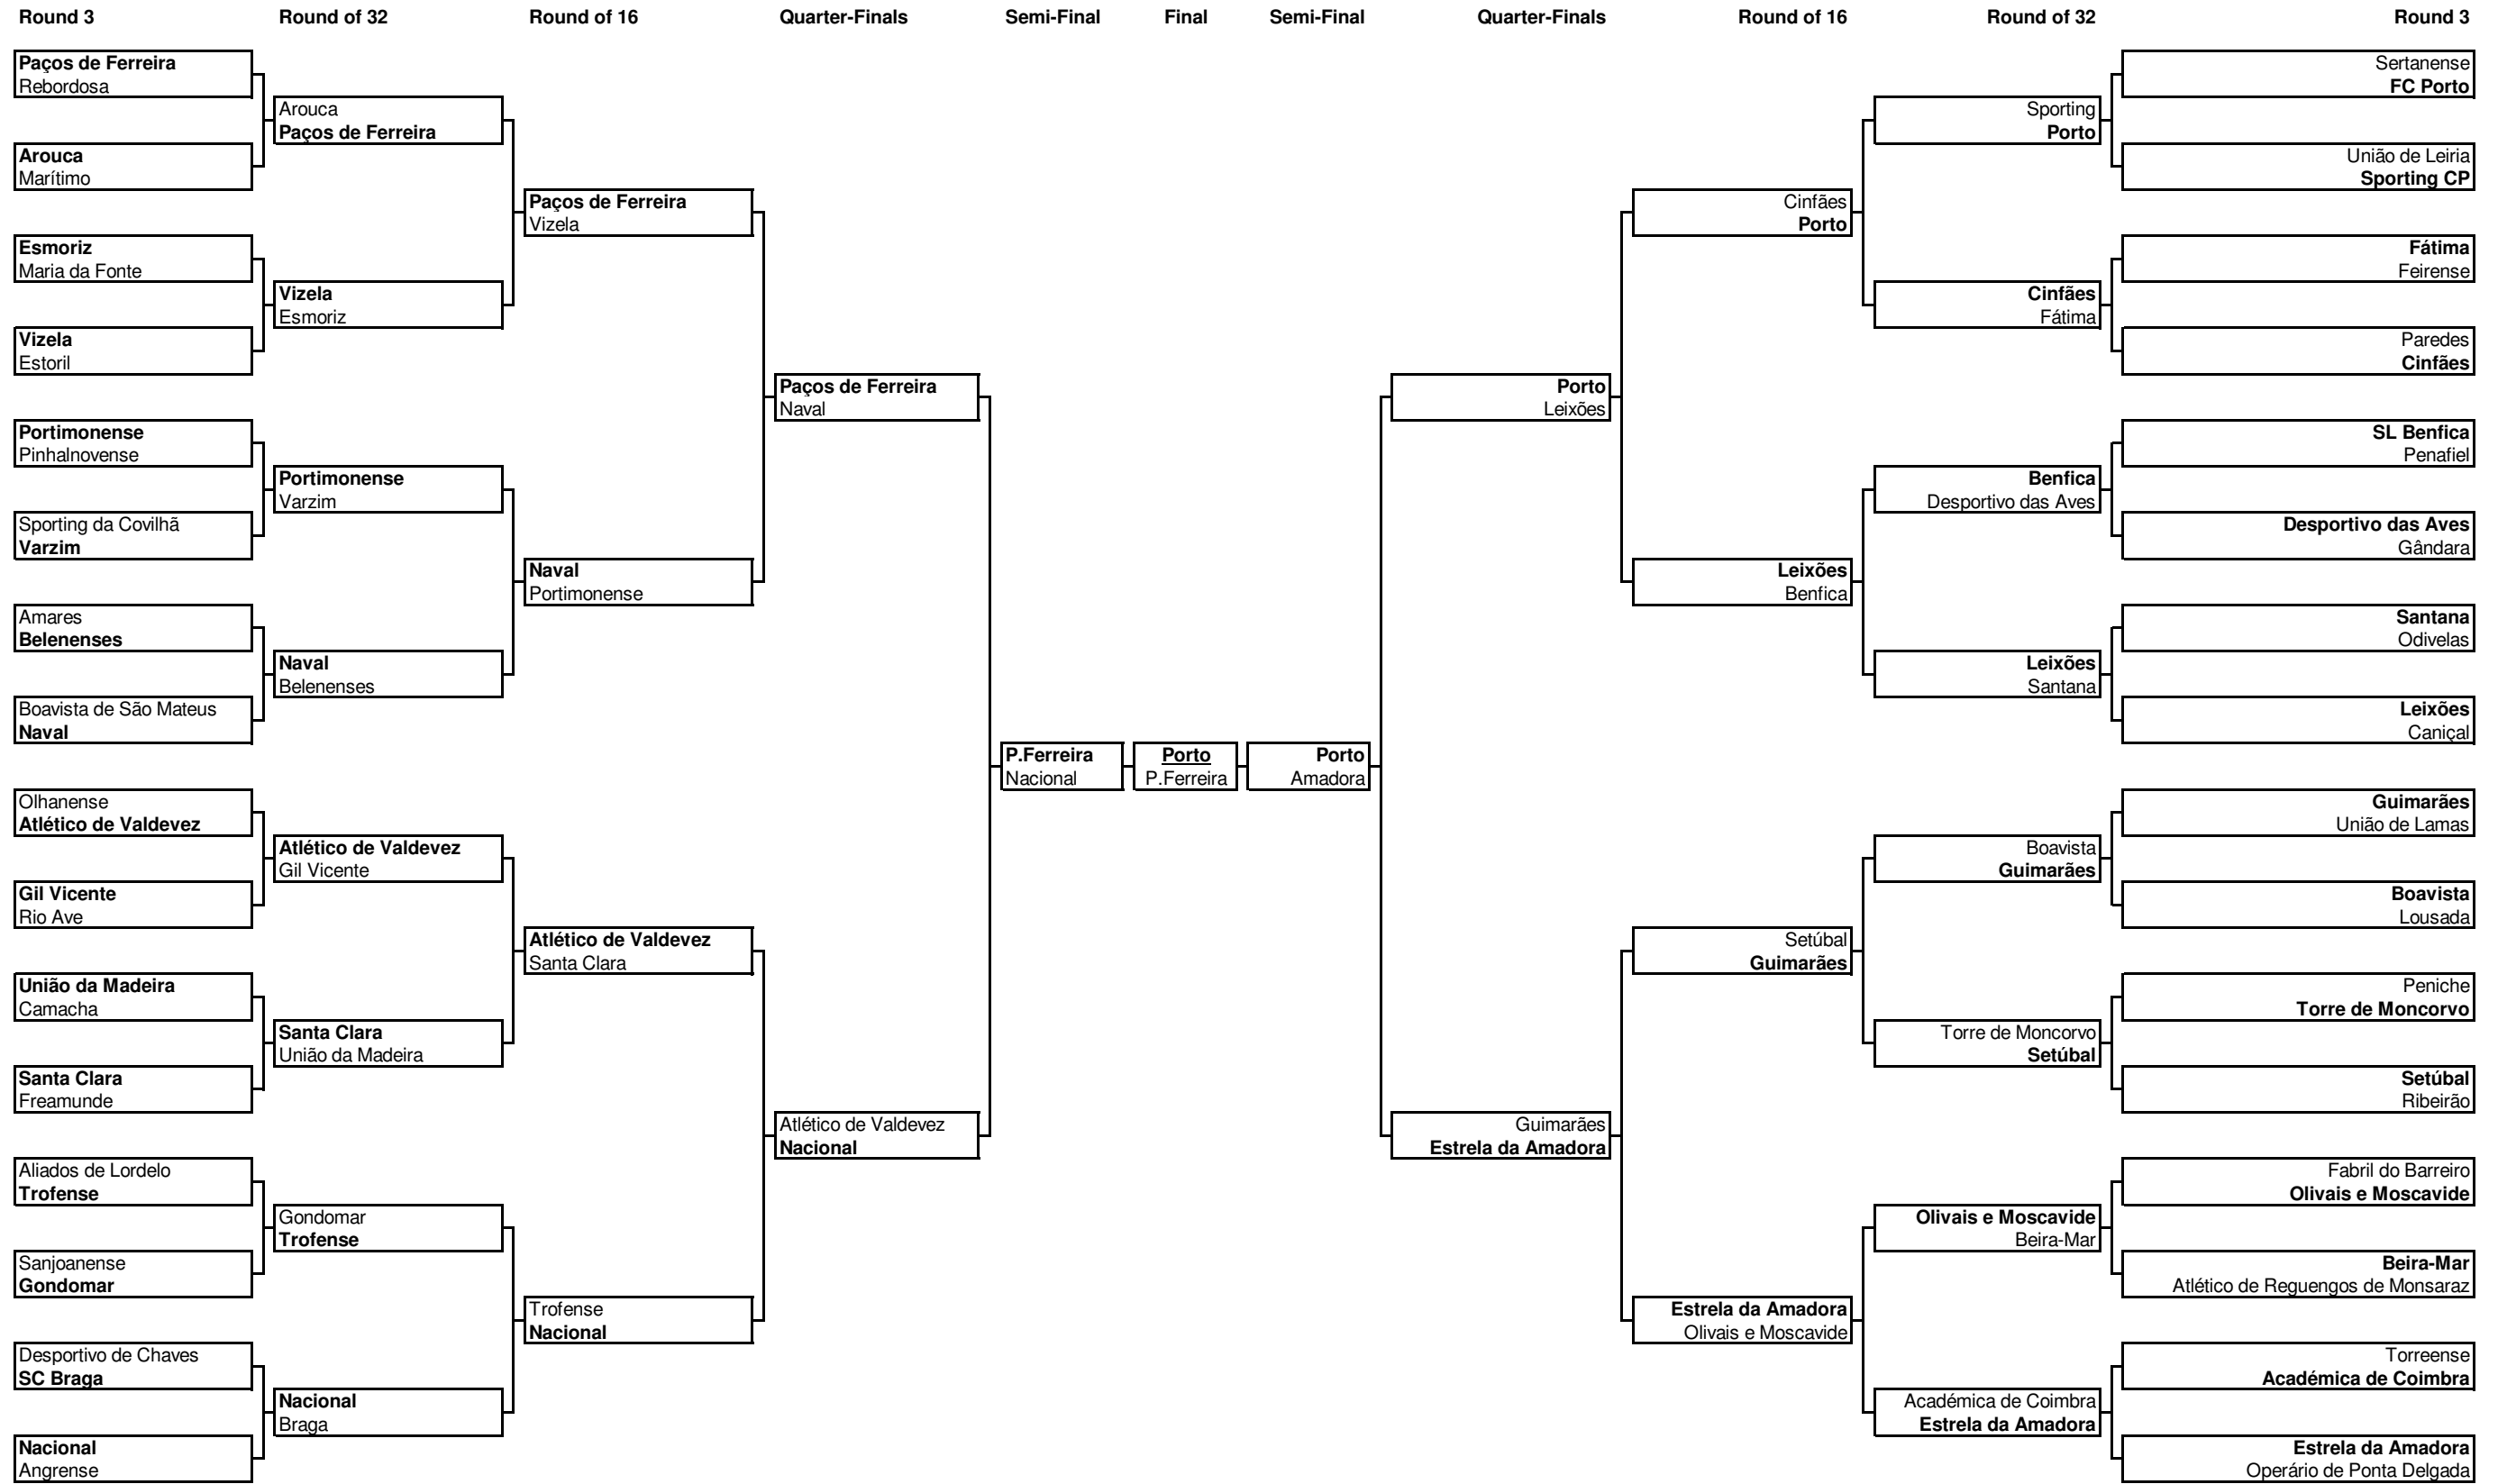 Round 3
Round of 32
Round of 16
Quarter-Finals
Semi-Final
Final
Semi-Final
Quarter-Finals
Round of 16
Round of 32
Round 3
Paços de Ferreira
Rebordosa
Arouca
Marítimo
Esmoriz
Maria da Fonte
Vizela
Estoril
Portimonense
Pinhalnovense
Sporting da Covilhã
Varzim
Amares
Belenenses
Boavista de São Mateus
Naval
Olhanense
Atlético de Valdevez
Gil Vicente
Rio Ave
União da Madeira
Camacha
Santa Clara
Freamunde
Aliados de Lordelo
Trofense
Sanjoanense
Gondomar
Desportivo de Chaves
SC Braga
Nacional
Angrense
Arouca
Paços de Ferreira
Vizela
Esmoriz
Portimonense
Varzim
Naval
Belenenses
Atlético de Valdevez
Gil Vicente
Santa Clara
União da Madeira
Gondomar
Trofense
Nacional
Braga
Paços de Ferreira
Vizela
Naval
Portimonense
Atlético de Valdevez
Santa Clara
Trofense
Nacional
Paços de Ferreira
Naval
Atlético de Valdevez
Nacional
P.Ferreira
Nacional
Porto
P.Ferreira
Porto
Amadora
Porto
Leixões
Guimarães
Estrela da Amadora
Cinfães
Porto
Leixões
Benfica
Setúbal
Guimarães
Estrela da Amadora
Olivais e Moscavide
Sporting
Porto
Cinfães
Fátima
Benfica
Desportivo das Aves
Leixões
Santana
Boavista
Guimarães
Torre de Moncorvo
Setúbal
Olivais e Moscavide
Beira-Mar
Académica de Coimbra
Estrela da Amadora
Sertanense
FC Porto
União de Leiria
Sporting CP
Fátima
Feirense
Paredes
Cinfães
SL Benfica
Penafiel
Desportivo das Aves
Gândara
Santana
Odivelas
Leixões
Caniçal
Guimarães
União de Lamas
Boavista
Lousada
Peniche
Torre de Moncorvo
Setúbal
Ribeirão
Fabril do Barreiro
Olivais e Moscavide
Beira-Mar
Atlético de Reguengos de Monsaraz
Torreense
Académica de Coimbra
Estrela da Amadora
Operário de Ponta Delgada